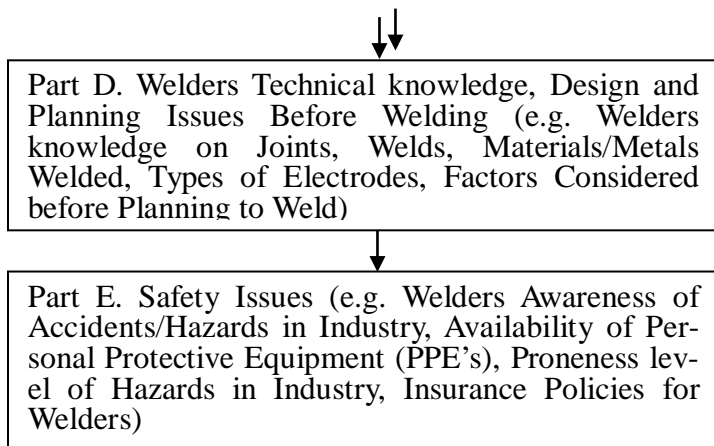 Part D. Welders Technical knowledge, Design and
Planning Issues Before Welding (e.g. Welders
knowledge on Joints, Welds, Materials/Metals
Welded, Types of Electrodes, Factors Considered
before Planning to Weld)
Part E. Safety Issues (e.g. Welders Awareness of
Accidents/Hazards in Industry, Availability of Per-
sonal Protective Equipment (PPE's), Proneness lev-
el of Hazards in Industry, Insurance Policies for
Welders)